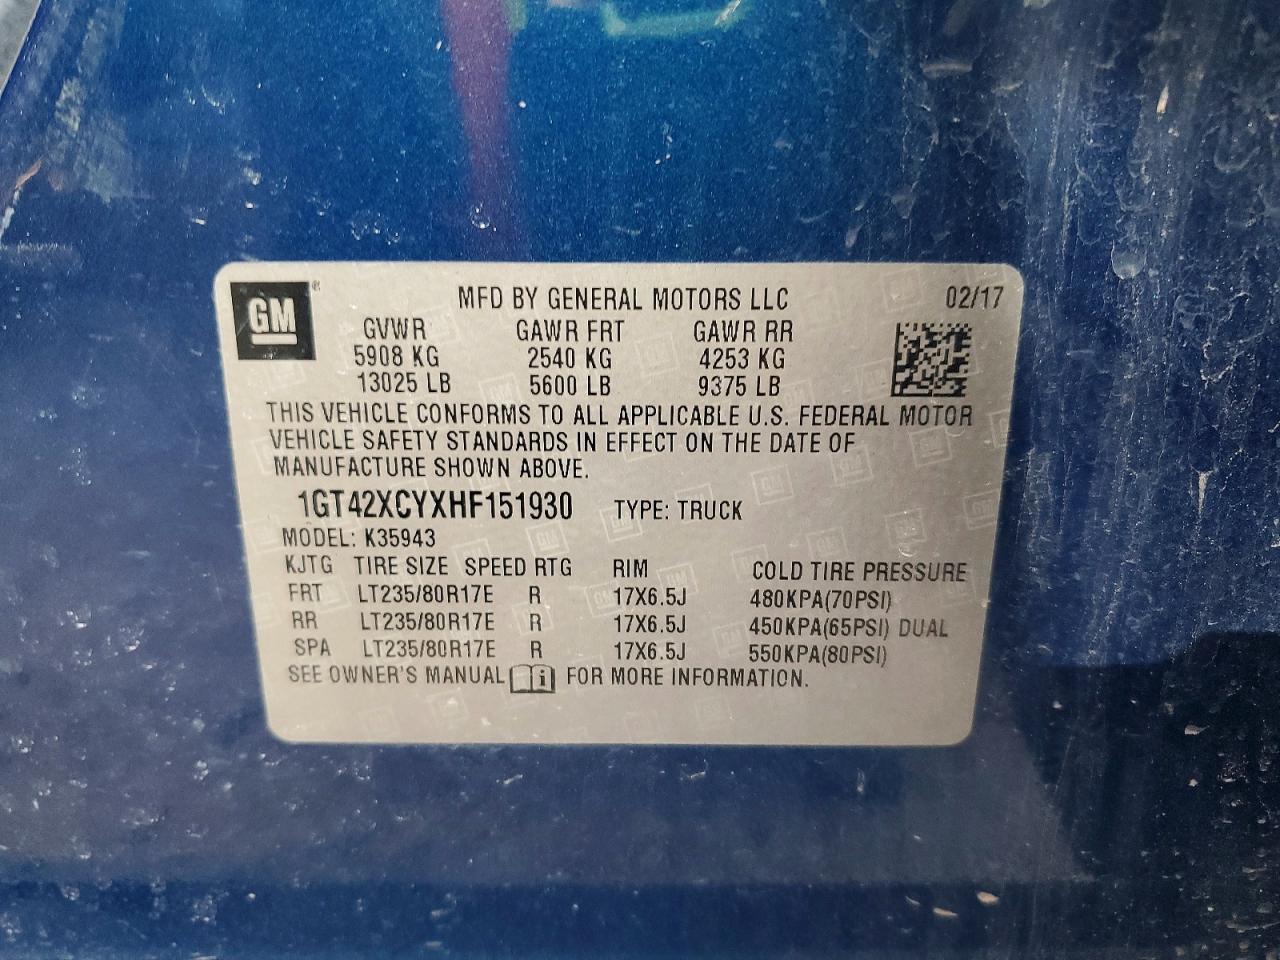 GM ® MFD BY GENERAL MOTORS LLC 02/17
GVWR GAWR FRT GAWR RR
5908 KG 2540 KG 4253 KG
13025 LB 5600 LB 9375 LB
THIS VEHICLE CONFORMS TO ALL APPLICABLE U.S. FEDERAL MOTOR
VEHICLE SAFETY STANDARDS IN EFFECT ON THE DATE OF
MANUFACTURE SHOWN ABOVE.
1GT42XCYXHF151930 TYPE: TRUCK
MODEL: K35943
KJTG TIRE SIZE SPEED RTG RIM COLD TIRE PRESSURE
FRT LT235/80R17E R 17X6.5J 480KPA(70PSI)
RR LT235/80R17E R 17X6.5J 450KPA(65PSI) DUAL
SPA LT235/80R17E R 17X6.5J 550KPA(80PSI)
SEE OWNER'S MANUAL i FOR MORE INFORMATION.